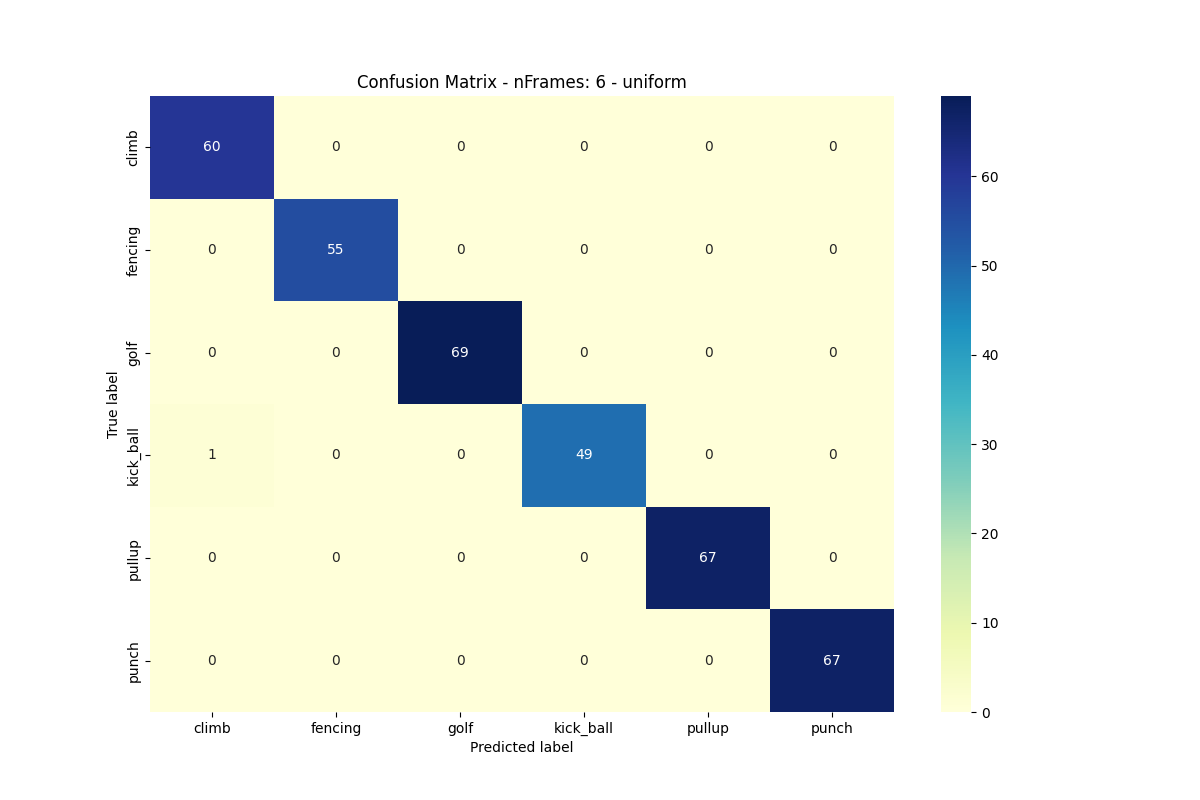 Confusion Matrix - nFrames: 6 - uniform
True label
climb 60 0 0 0 0 0
fencing 0 55 0 0 0 0
golf 0 0 69 0 0 0
kick_ball 1 0 0 49 0 0
pullup 0 0 0 0 67 0
punch 0 0 0 0 0 67
climb fencing golf kick_ball pullup punch
Predicted label
60
50
40
30
20
10
0